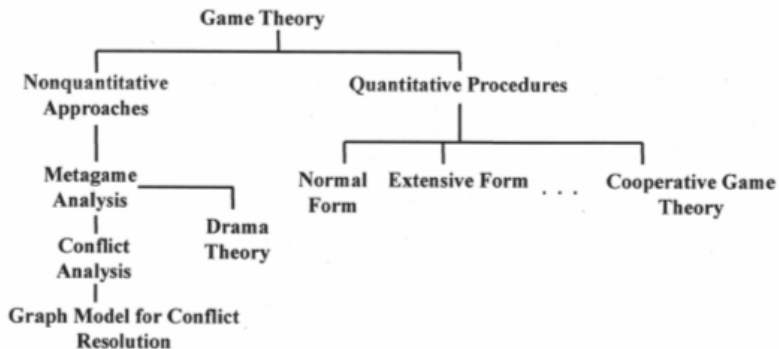 Game Theory
Nonquantitative
Approaches
Quantitative Procedures
Metagame
Analysis
Normal
Form
Extensive Form
. . .
Cooperative Game
Theory
Drama
Theory
Conflict
Analysis
Graph Model for Conflict
Resolution